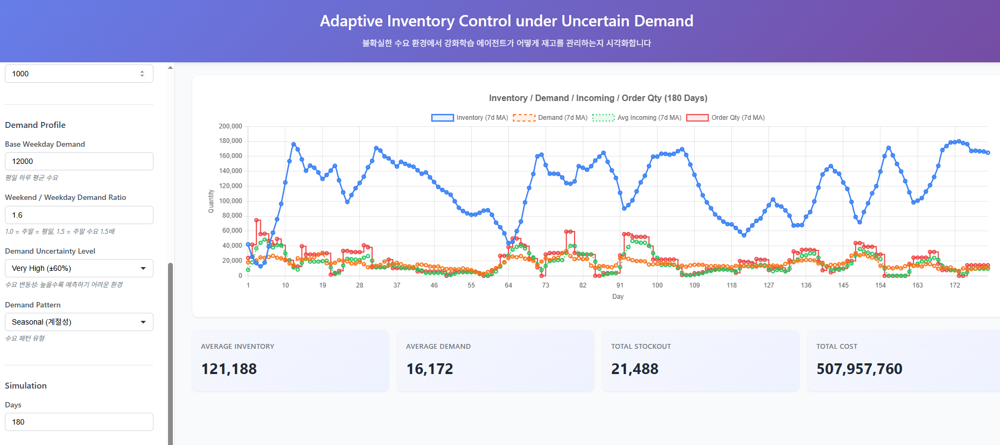 Adaptive Inventory Control under Uncertain Demand
불확실한 수요 환경에서 강화학습 에이전트가 어떻게 재고를 관리하는지 시각화합니다
1000
Demand Profile
Base Weekday Demand
12000
평일 하루 평균 수요
Weekend / Weekday Demand Ratio
1.6
1.0 = 주말 = 평일, 1.5 = 주말 수요 1.5배
Demand Uncertainty Level
Very High (±60%)
수요 변동성: 높을수록 예측하기 어려운 환경
Demand Pattern
Seasonal (계절성)
수요 패턴 유형
Simulation
Days
180
Inventory / Demand / Incoming / Order Qty (180 Days)
Inventory (7d MA) Demand (7d MA) Avg Incoming (7d MA) Order Qty (7d MA)
200,000
180,000
160,000
140,000
120,000
100,000
80,000
60,000
40,000
20,000
0
Quantity
1 10 19 28 37 46 55 64 73 82 91 100 109 118 127 136 145 154 163 172
Day
AVERAGE INVENTORY
121,188
AVERAGE DEMAND
16,172
TOTAL STOCKOUT
21,488
TOTAL COST
507,957,760